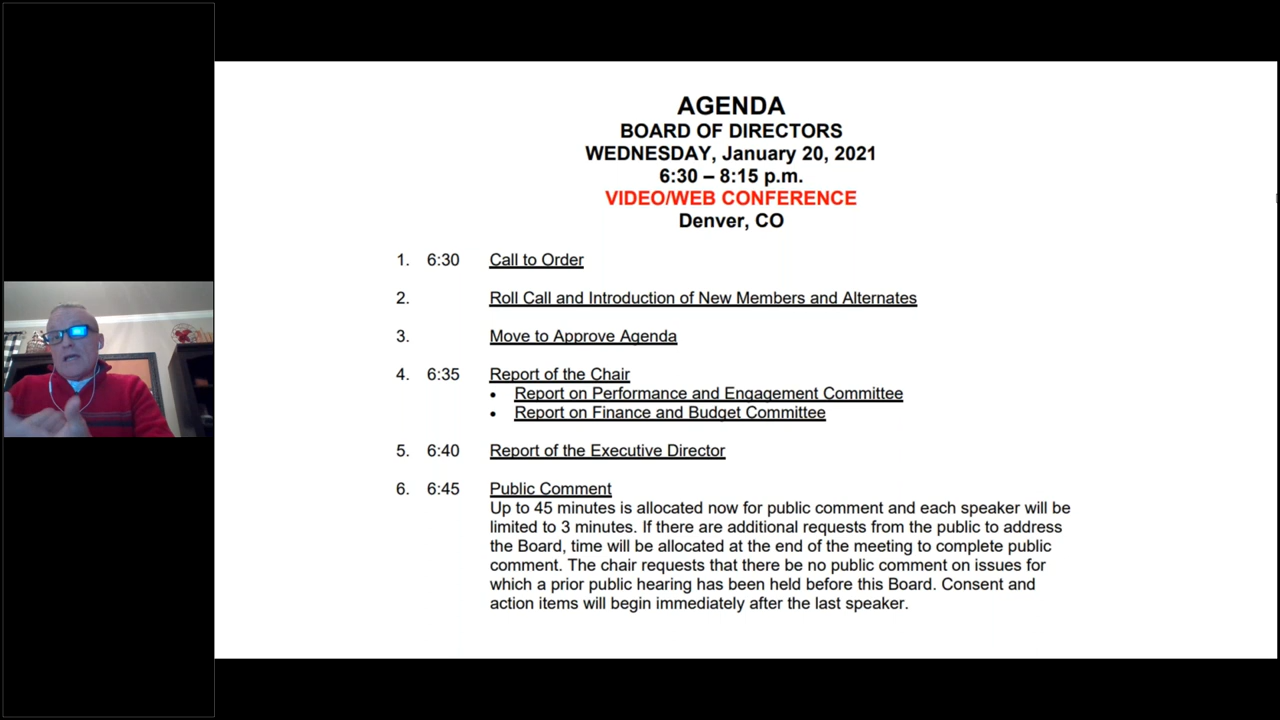 AGENDA
BOARD OF DIRECTORS
WEDNESDAY, January 20, 2021
6:30 – 8:15 p.m.
VIDEO/WEB CONFERENCE
Denver, CO
1. 6:30 Call to Order
2. Roll Call and Introduction of New Members and Alternates
3. Move to Approve Agenda
4. 6:35 Report of the Chair
• Report on Performance and Engagement Committee
• Report on Finance and Budget Committee
5. 6:40 Report of the Executive Director
6. 6:45 Public Comment
Up to 45 minutes is allocated now for public comment and each speaker will be
limited to 3 minutes. If there are additional requests from the public to address
the Board, time will be allocated at the end of the meeting to complete public
comment. The chair requests that there be no public comment on issues for
which a prior public hearing has been held before this Board. Consent and
action items will begin immediately after the last speaker.